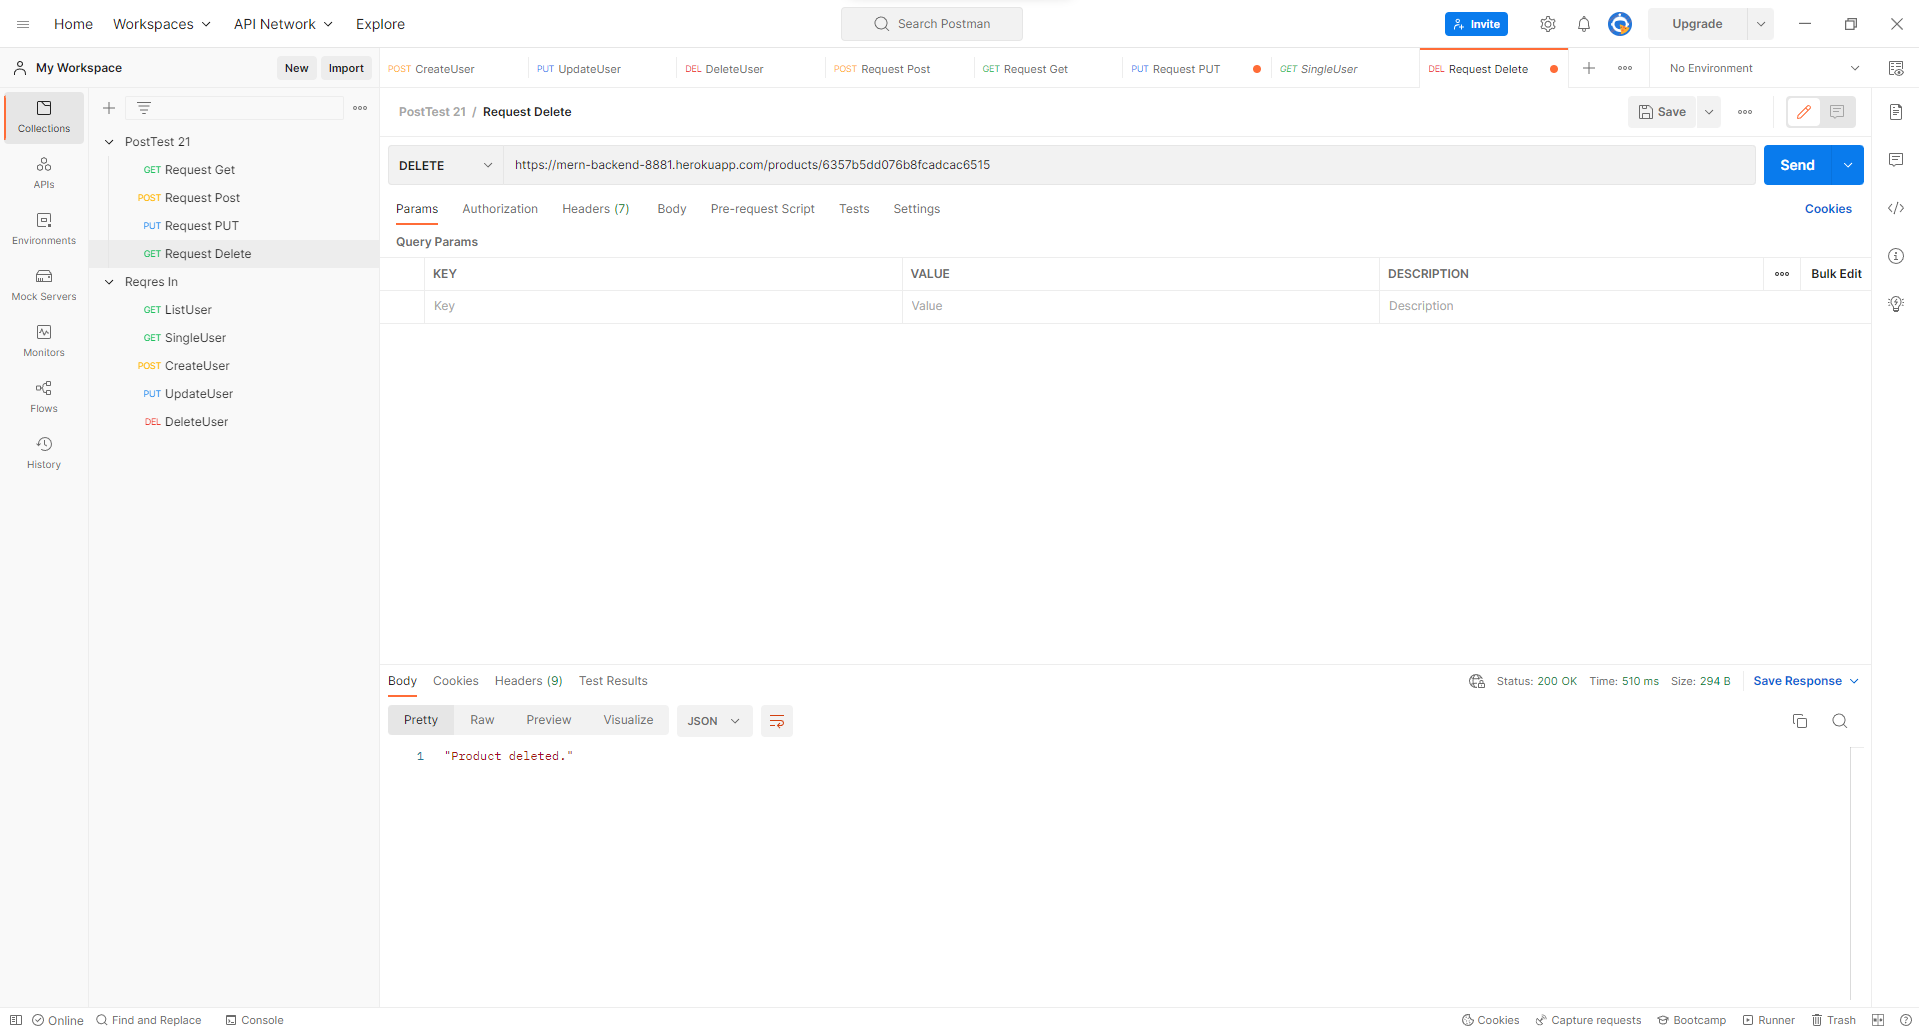 Home Workspaces API Network Explore Search Postman Invite Upgrade
My Workspace New Import POST CreateUser PUT UpdateUser DEL DeleteUser POST Request Post GET Request Get PUT Request PUT GET SingleUser DEL Request Delete No Environment
Collections
APIs
Environments
Mock Servers
Monitors
Flows
History
PostTest 21
GET Request Get
POST Request Post
PUT Request PUT
GET Request Delete
Reqres In
GET ListUser
GET SingleUser
POST CreateUser
PUT UpdateUser
DEL DeleteUser
PostTest 21 / Request Delete Save
DELETE https://mern-backend-8881.herokuapp.com/products/6357b5dd076b8fcadcac6515 Send
Params Authorization Headers (7) Body Pre-request Script Tests Settings Cookies
Query Params
KEY VALUE DESCRIPTION Bulk Edit
Key Value Description
Body Cookies Headers (9) Test Results Status: 200 OK Time: 510 ms Size: 294 B Save Response
Pretty Raw Preview Visualize JSON
1 "Product deleted."
Online Find and Replace Console Cookies Capture requests Bootcamp Runner Trash